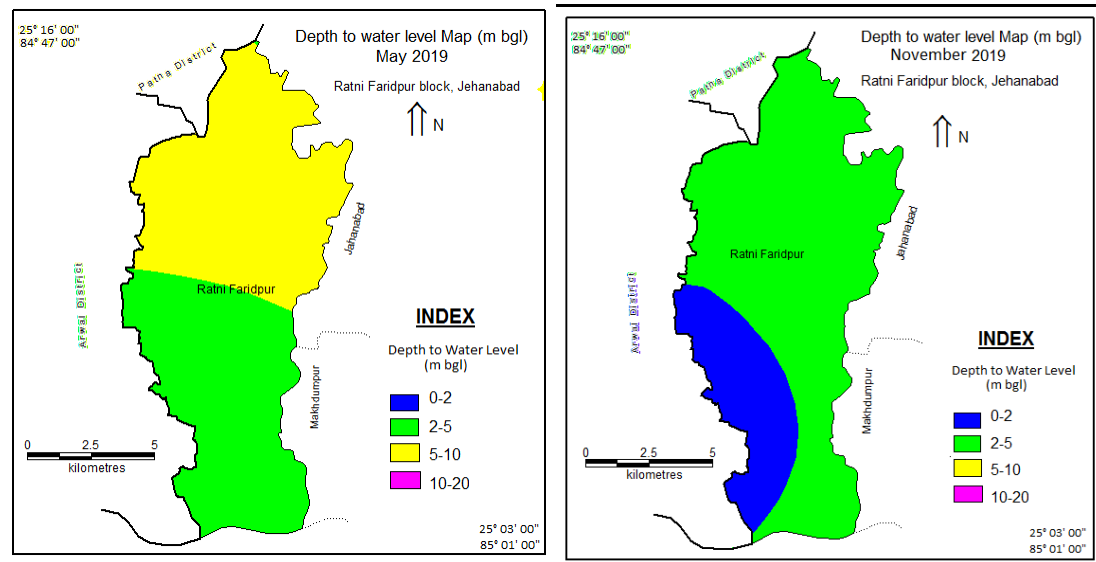 25° 16' 00"
84° 47' 00"
Depth to water level Map (m bgl)
May 2019
Ratni Faridpur block, Jehanabad
N
Patna District
Jahanabad
Arwal District
Ratni Faridpur
Makhdumpur
INDEX
Depth to Water Level
(m bgl)
0-2
2-5
5-10
10-20
0 2.5 5
kilometres
25° 03' 00"
85° 01' 00"
25° 16' 00"
84° 47' 00"
Depth to water level Map (m bgl)
November 2019
Ratni Faridpur block, Jehanabad
N
Patna District
Jahanabad
Arwal District
Ratni Faridpur
Makhdumpur
INDEX
Depth to Water Level
(m bgl)
0-2
2-5
5-10
10-20
0 2.5 5
kilometres
25° 03' 00"
85° 01' 00"